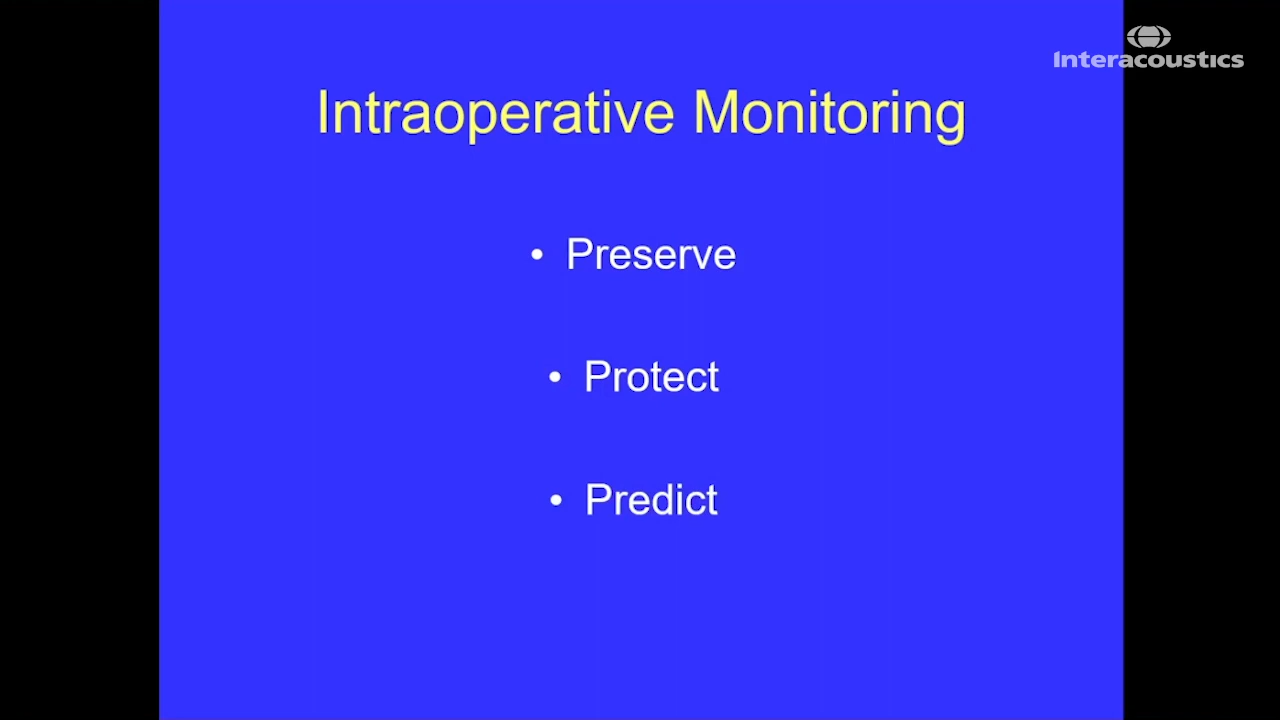 Interacoustics
Intraoperative Monitoring
• Preserve
• Protect
• Predict